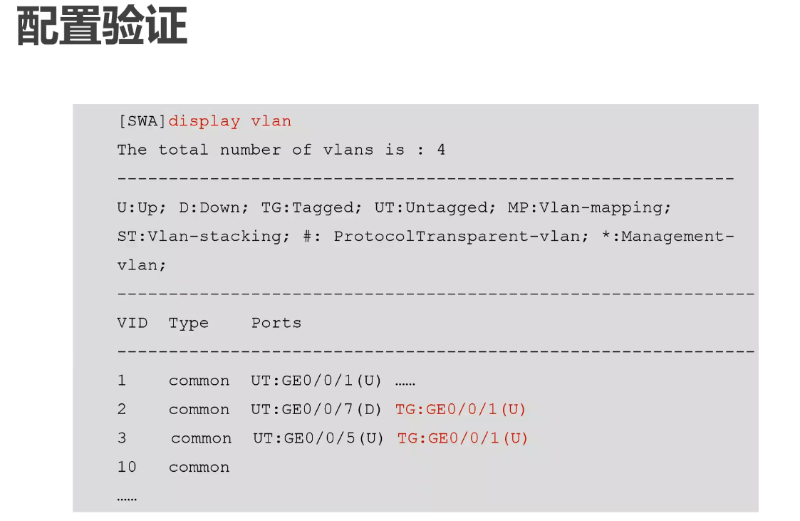 配置验证
[SWA]display vlan
The total number of vlans is : 4
------------------------------------------------------------
U:Up; D:Down; TG:Tagged; UT:Untagged; MP:Vlan-mapping;
ST:Vlan-stacking; #: ProtocolTransparent-vlan; *:Management-
vlan;
--------------------------------------------------------------
VID Type Ports
--------------------------------------------------------------
1 common UT:GE0/0/1(U) ……
2 common UT:GE0/0/7(D) TG:GE0/0/1(U)
3 common UT:GE0/0/5(U) TG:GE0/0/1(U)
10 common
……